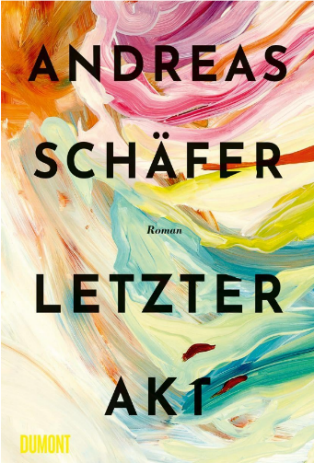 ANDREAS
SCHÄFER
Roman
LETZTER
AKT
DUMONT